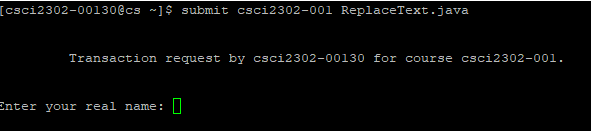 [csci2302-00130@cs ~]$ submit csci2302-001 ReplaceText.java
Transaction request by csci2302-00130 for course csci2302-001.
Enter your real name: